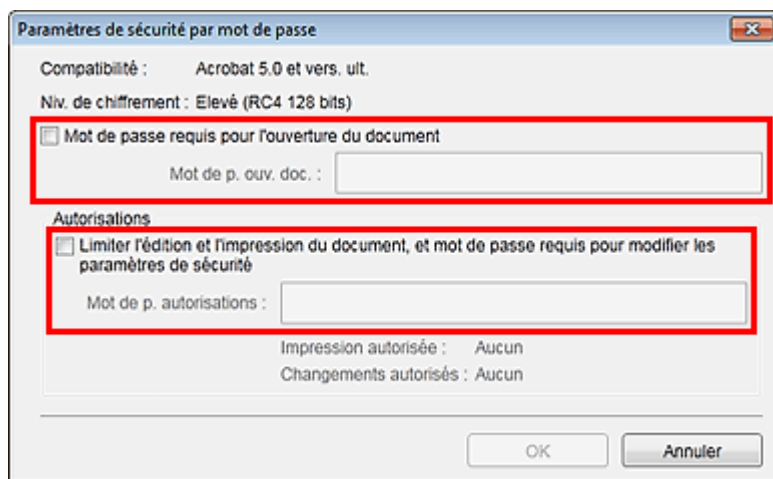 Paramètres de sécurité par mot de passe
Compatibilité : Acrobat 5.0 et vers. ult.
Niv. de chiffrement : Elevé (RC4 128 bits)
Mot de passe requis pour l'ouverture du document
Mot de p. ouv. doc. :
Autorisations
Limiter l'édition et l'impression du document, et mot de passe requis pour modifier les
paramètres de sécurité
Mot de p. autorisations :
Impression autorisée : Aucun
Changements autorisés : Aucun
OK Annuler